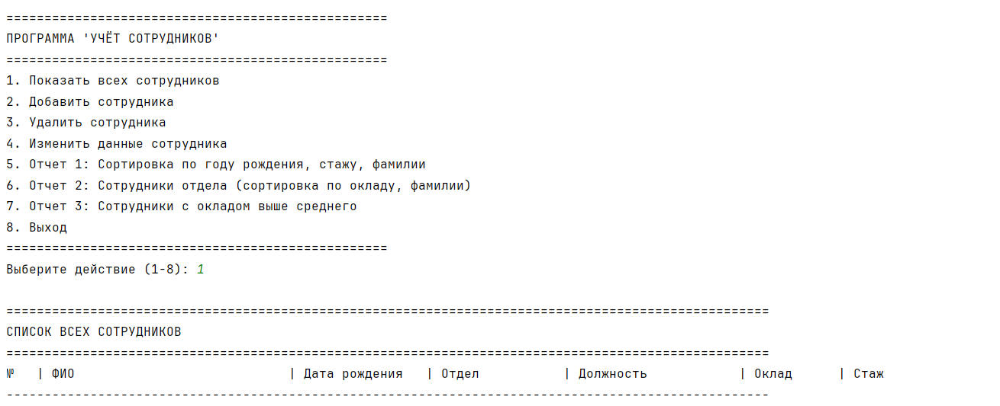 ==================================================
ПРОГРАММА 'УЧЁТ СОТРУДНИКОВ'
==================================================
1. Показать всех сотрудников
2. Добавить сотрудника
3. Удалить сотрудника
4. Изменить данные сотрудника
5. Отчет 1: Сортировка по году рождения, стажу, фамилии
6. Отчет 2: Сотрудники отдела (сортировка по окладу, фамилии)
7. Отчет 3: Сотрудники с окладом выше среднего
8. Выход
==================================================
Выберите действие (1-8): 1
====================================================================================================
СПИСОК ВСЕХ СОТРУДНИКОВ
====================================================================================================
№   | ФИО                            | Дата рождения   | Отдел           | Должность            | Оклад      | Стаж
----------------------------------------------------------------------------------------------------